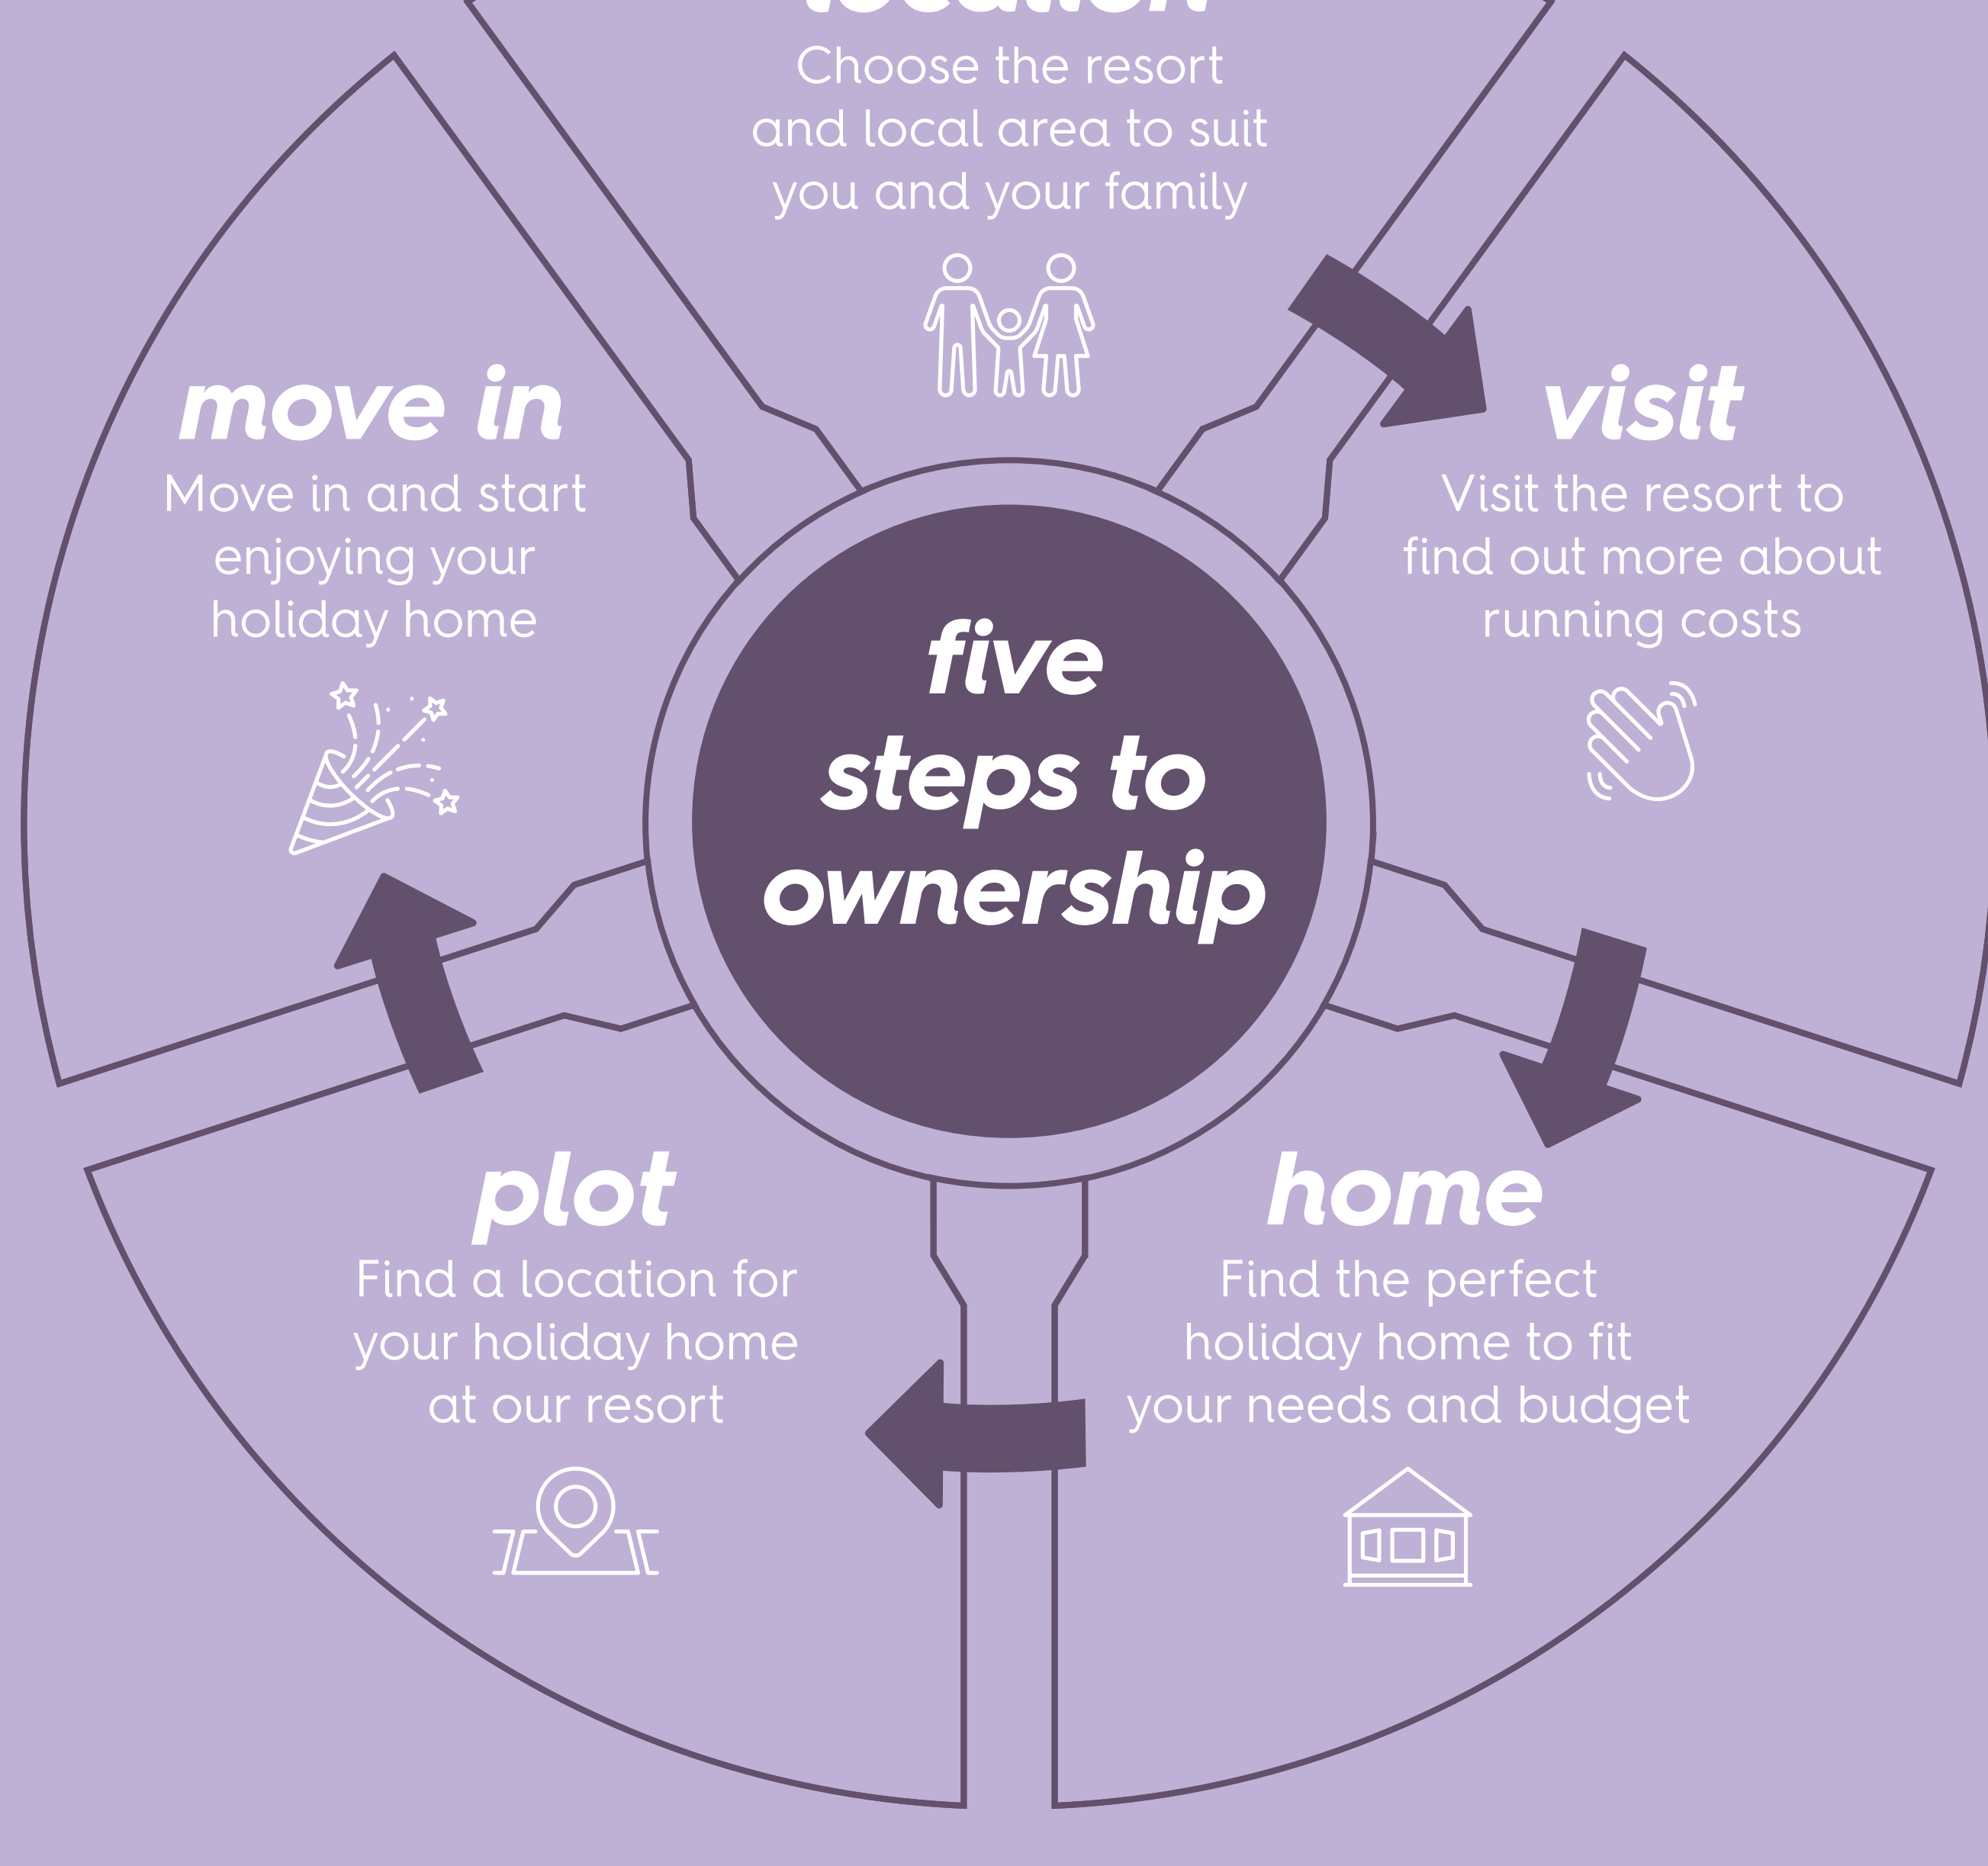 Choose the resort
and local area to suit
you and your family
visit
Visit the resort to
find out more about
running costs
home
Find the perfect
holiday home to fit
your needs and budget
plot
Find a location for
your holiday home
at our resort
move in
Move in and start
enjoying your
holiday home
five
steps to
ownership